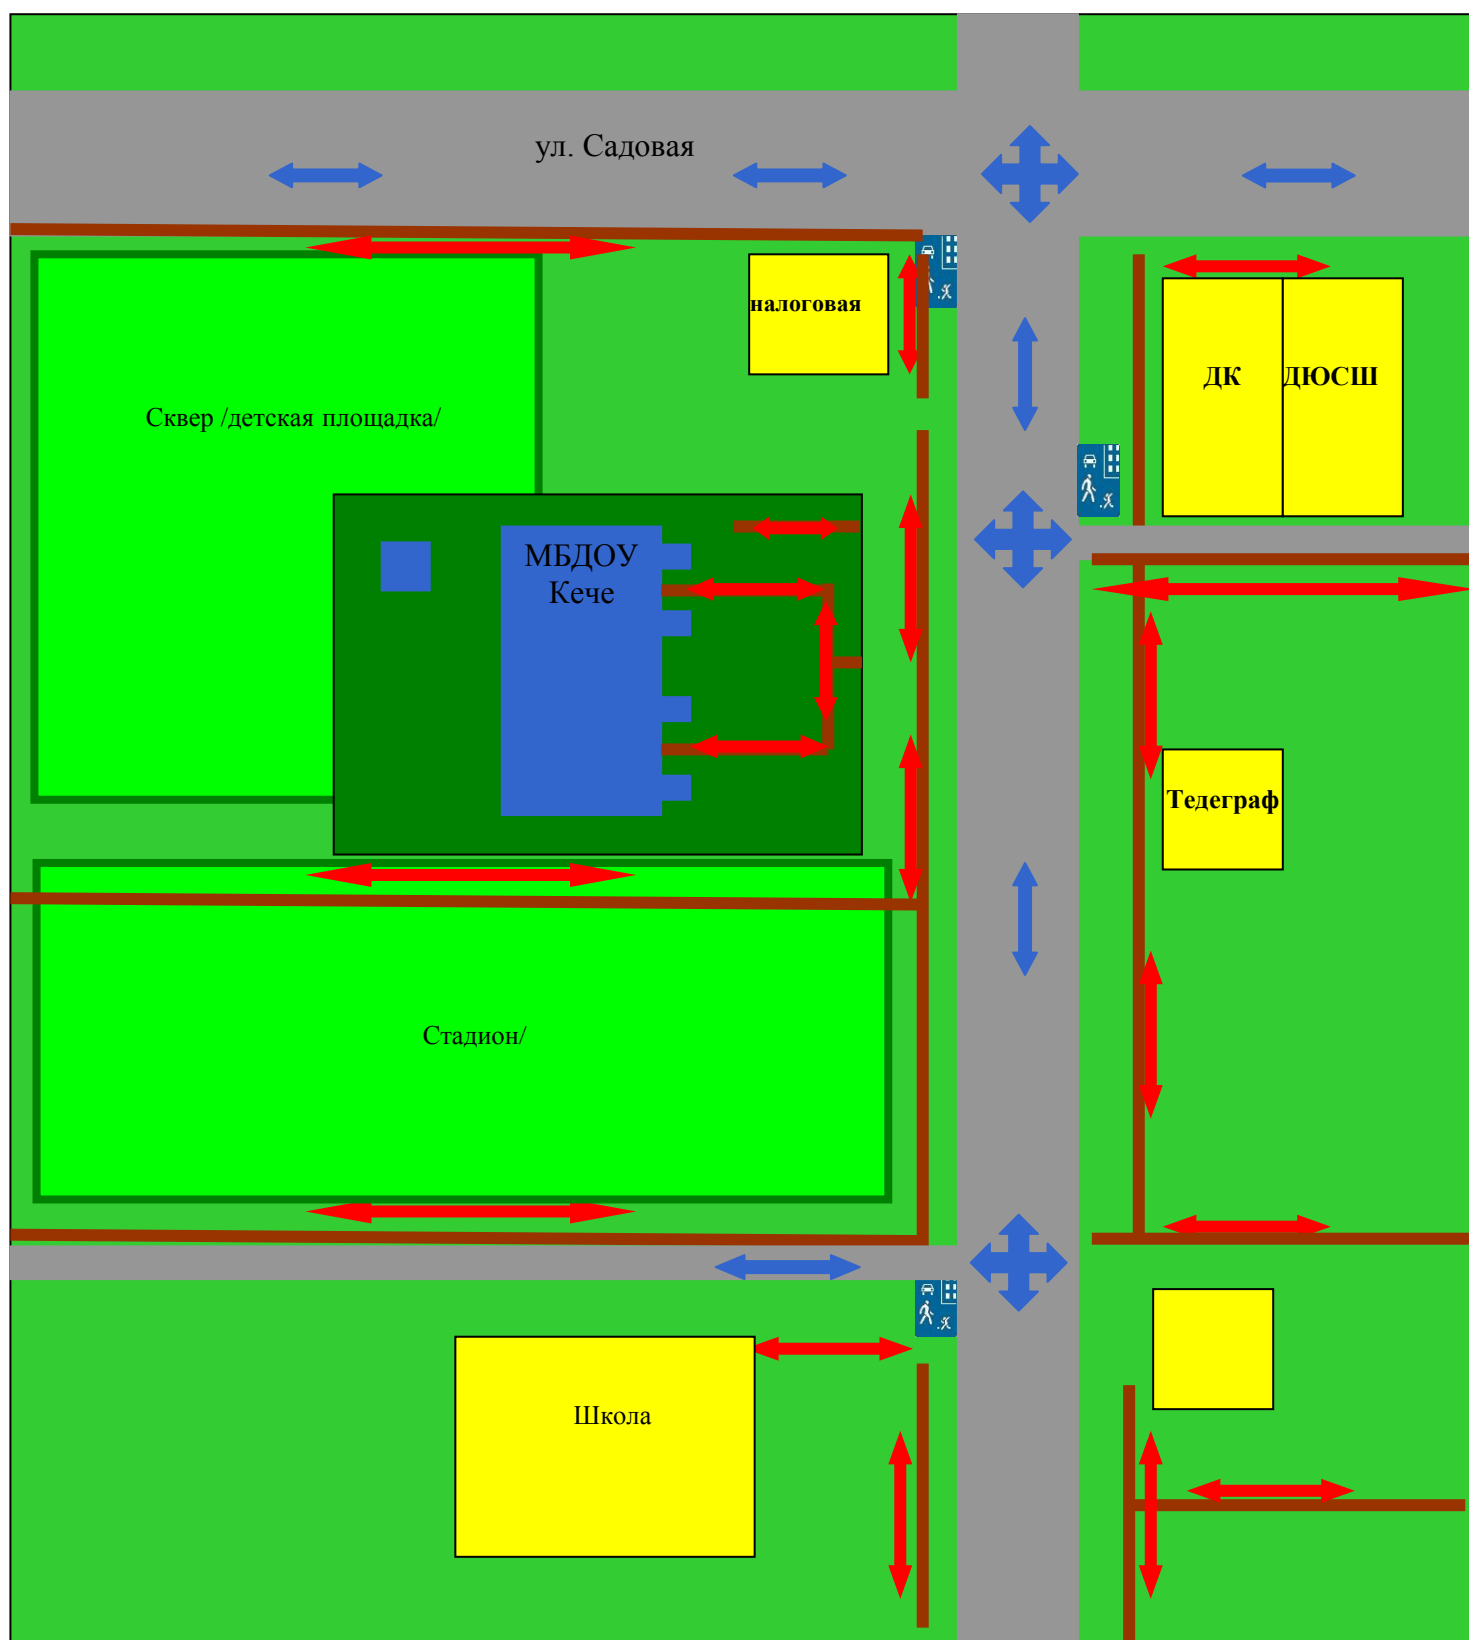 ул. Садовая
налоговая
ДК
ДЮСШ
Сквер /детская площадка/
МБДОУ
Кече
Тедеграф
Стадион/
Школа